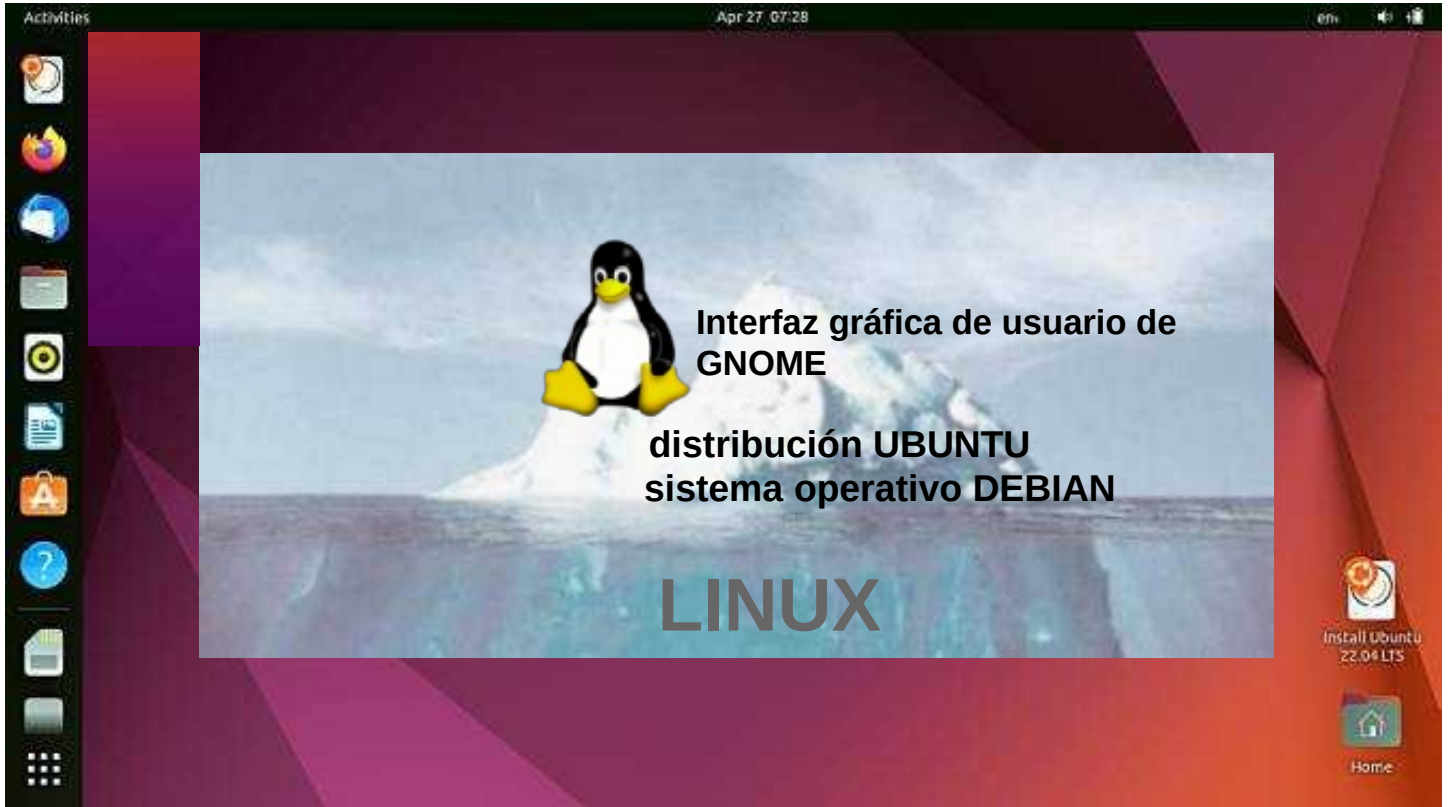 Activities
Apr 27 07:28
en
Interfaz gráfica de usuario de
GNOME
distribución UBUNTU
sistema operativo DEBIAN
LINUX
Install Ubuntu
22.04 LTS
Home